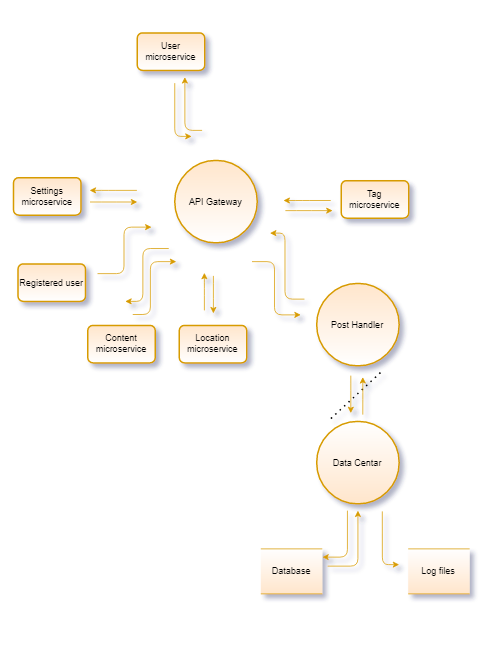 User
microservice
Settings
microservice
API Gateway
Tag
microservice
Registered user
Content
microservice
Location
microservice
Post Handler
Data Centar
Database
Log files